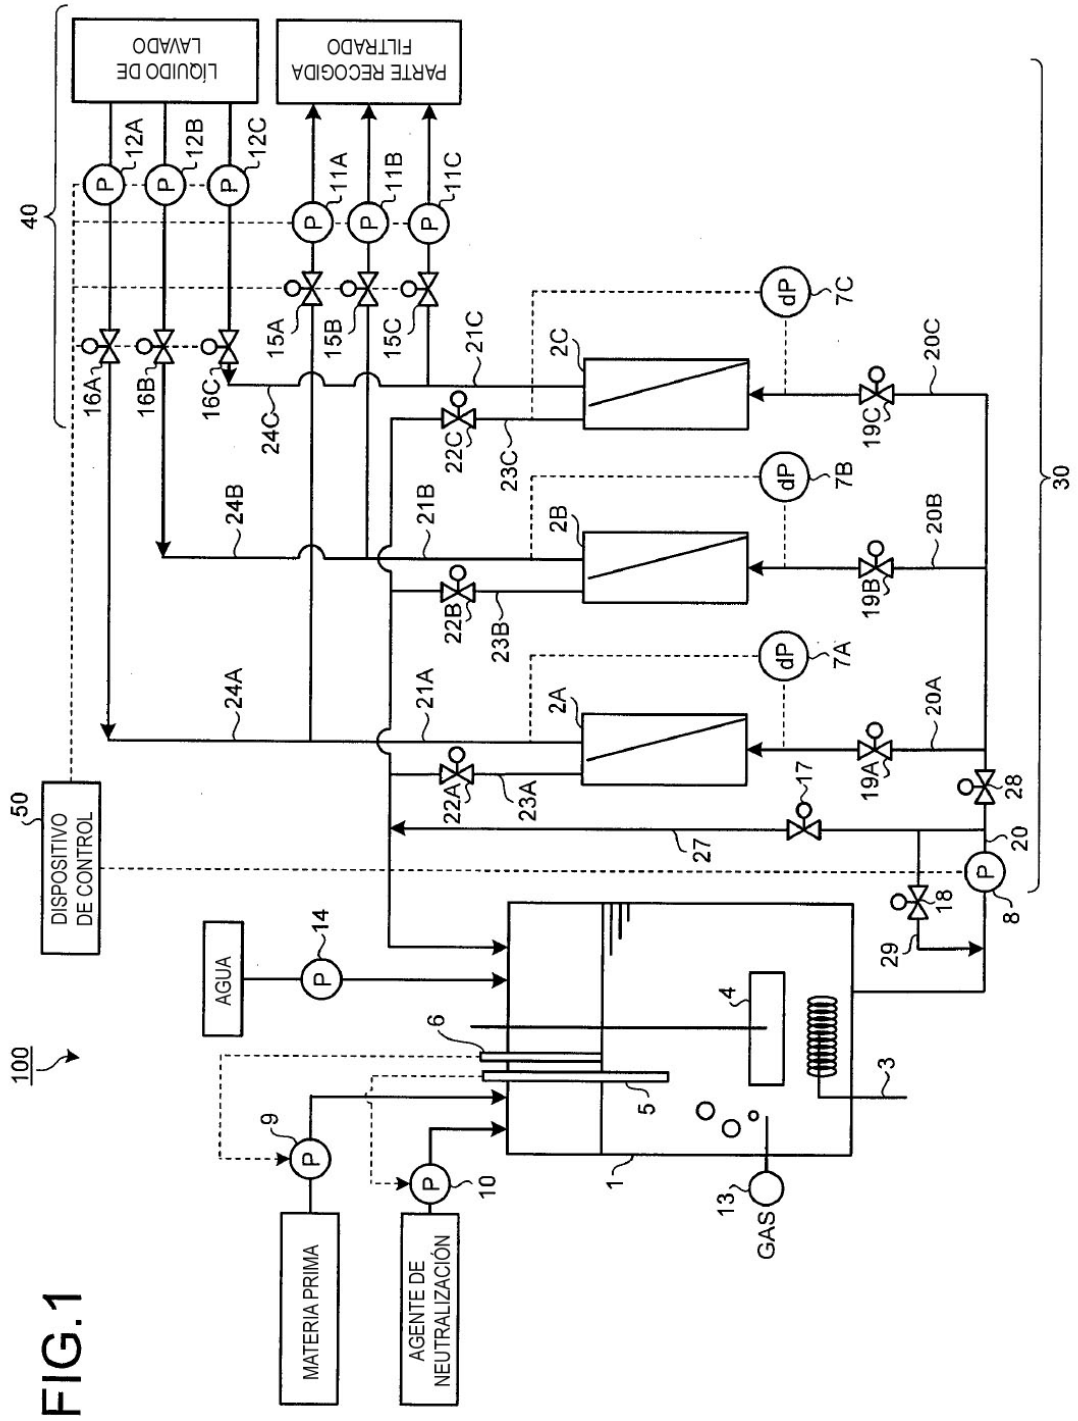 FIG.1
100
DISPOSITIVO
DE CONTROL
50
40
LÍQUIDO DE
LAVADO
PARTE RECOGIDA
FILTRADO
12A
12B
12C
P
P
P
16A
16B
16C
11A
11B
11C
P
P
P
15A
15B
15C
24A
24B
24C
21A
21B
21C
22A
22B
22C
23A
23B
23C
2A
2B
2C
dP
dP
dP
7A
7B
7C
19A
19B
19C
20A
20B
20C
30
MATERIA PRIMA
P
9
AGENTE DE
NEUTRALIZACIÓN
P
10
AGUA
P
14
6
5
4
3
1
13
GAS
27
17
28
20
18
29
P
8